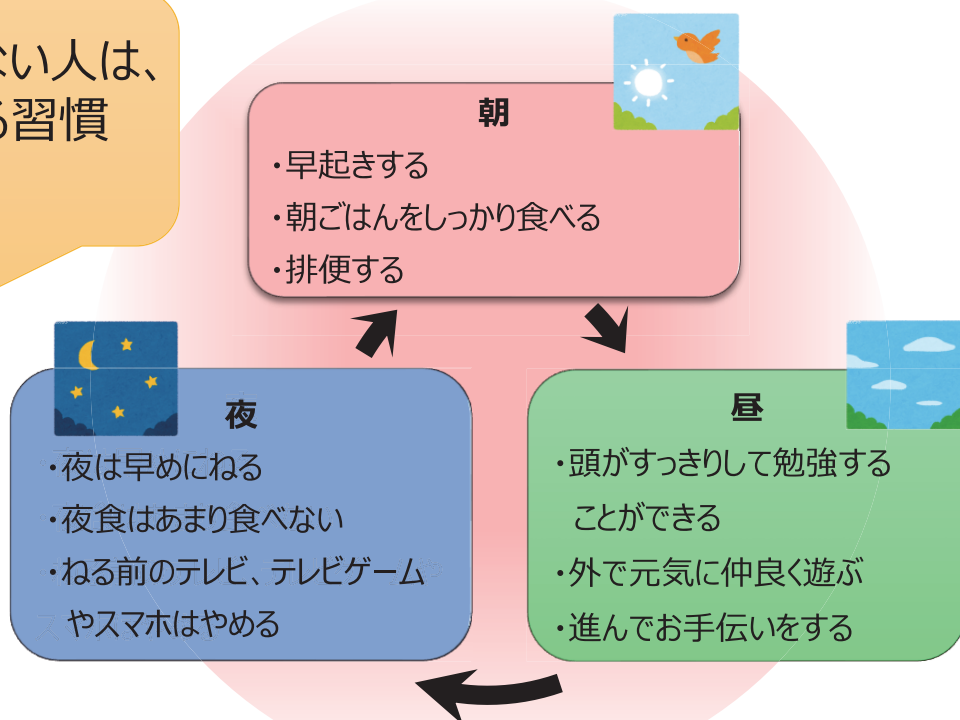 ない人は、
る習慣
朝
・早起きする
・朝ごはんをしっかり食べる
・排便する
夜
・夜は早めにねる
・夜食はあまり食べない
・ねる前のテレビ、テレビゲーム
やスマホはやめる
昼
・頭がすっきりして勉強する
ことができる
・外で元気に仲良く遊ぶ
・進んでお手伝いをする